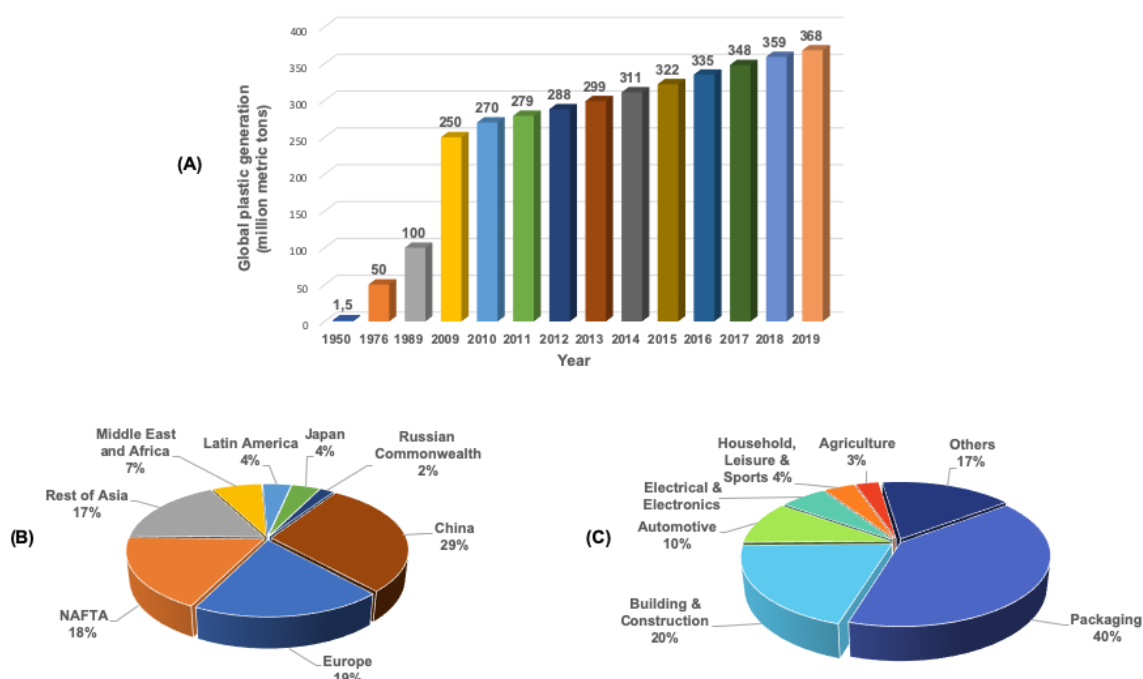 (A)
Global plastic generation
(million metric tons)
400
350
300
250
200
150
100
50
0
1,5
50
100
250
270
279
288
299
311
322
335
348
359
368
1950 1976 1989 2009 2010 2011 2012 2013 2014 2015 2016 2017 2018 2019
Year
(B)
Middle East
and Africa
7%
Latin America
4%
Japan
4%
Russian
Commonwealth
2%
Rest of Asia
17%
China
29%
NAFTA
18%
Europe
19%
(C)
Household,
Leisure &
Sports 4%
Agriculture
3%
Others
17%
Electrical &
Electronics
Automotive
10%
Building &
Construction
20%
Packaging
40%